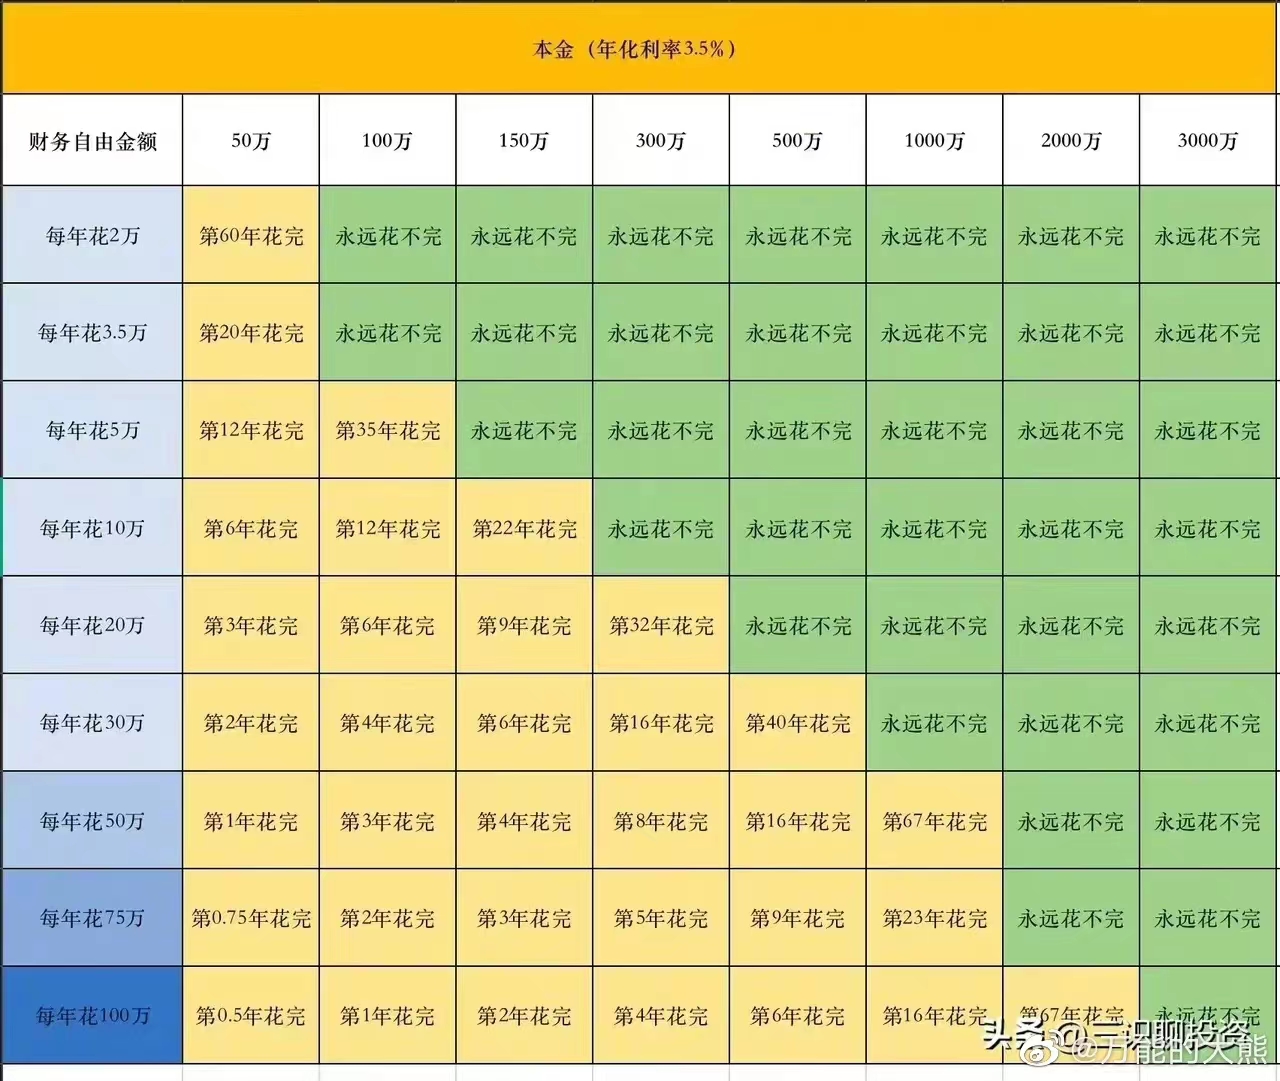 本金（年化利率3.5%）
财务自由金额 50万 100万 150万 300万 500万 1000万 2000万 3000万
每年花2万 第60年花完 永远花不完 永远花不完 永远花不完 永远花不完 永远花不完 永远花不完 永远花不完
每年花3.5万 第20年花完 永远花不完 永远花不完 永远花不完 永远花不完 永远花不完 永远花不完 永远花不完
每年花5万 第12年花完 第35年花完 永远花不完 永远花不完 永远花不完 永远花不完 永远花不完 永远花不完
每年花10万 第6年花完 第12年花完 第22年花完 永远花不完 永远花不完 永远花不完 永远花不完 永远花不完
每年花20万 第3年花完 第6年花完 第9年花完 第32年花完 永远花不完 永远花不完 永远花不完 永远花不完
每年花30万 第2年花完 第4年花完 第6年花完 第16年花完 第40年花完 永远花不完 永远花不完 永远花不完
每年花50万 第1年花完 第3年花完 第4年花完 第8年花完 第16年花完 第67年花完 永远花不完 永远花不完
每年花75万 第0.75年花完 第2年花完 第3年花完 第5年花完 第9年花完 第23年花完 永远花不完 永远花不完
每年花100万 第0.5年花完 第1年花完 第2年花完 第4年花完 第6年花完 第16年花完 第67年花完 永远花不完
头条@三识聊投资
@万能的大熊